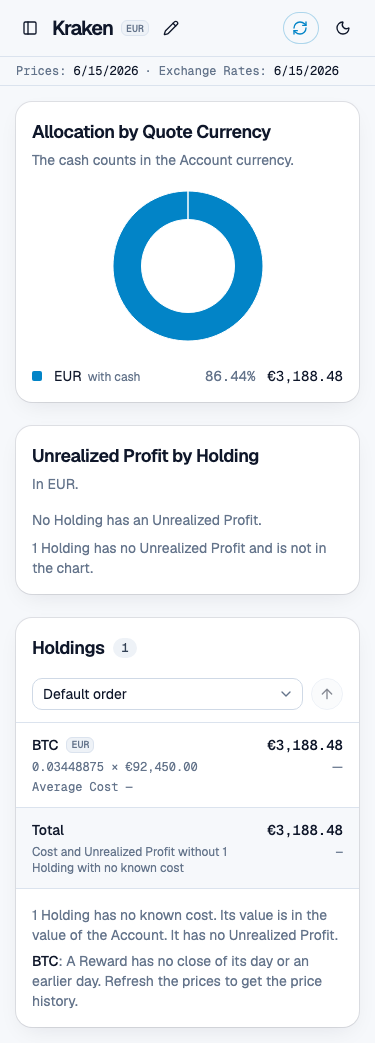 Kraken EUR
Prices: 6/15/2026 · Exchange Rates: 6/15/2026
Allocation by Quote Currency
The cash counts in the Account currency.
EUR with cash 86.44% €3,188.48
Unrealized Profit by Holding
In EUR.
No Holding has an Unrealized Profit.
1 Holding has no Unrealized Profit and is not in
the chart.
Holdings 1
Default order
BTC EUR €3,188.48
0.03448875 × €92,450.00 —
Average Cost —
Total €3,188.48
Cost and Unrealized Profit without 1 —
Holding with no known cost
1 Holding has no known cost. Its value is in the
value of the Account. It has no Unrealized Profit.
BTC: A Reward has no close of its day or an
earlier day. Refresh the prices to get the price
history.